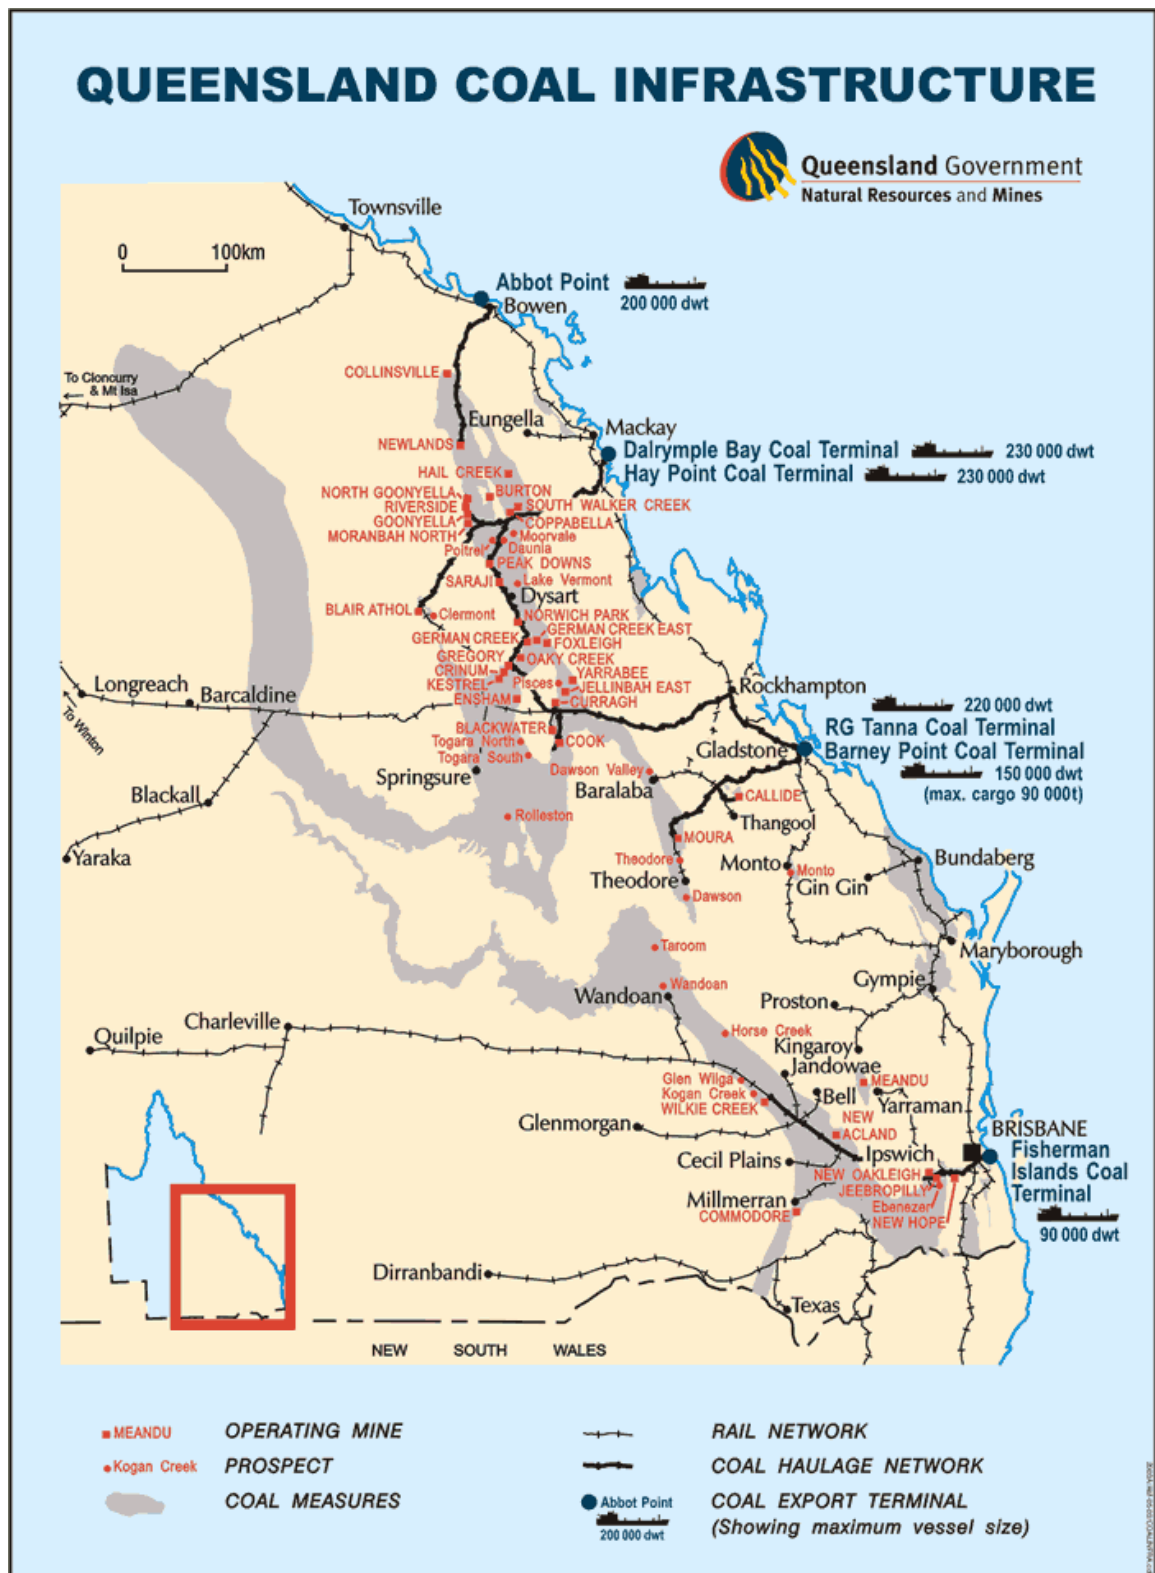 QUEENSLAND COAL INFRASTRUCTURE
Queensland Government
Natural Resources and Mines
Townsville
0 100km
Abbot Point
200 000 dwt
Bowen
To Cloncurry
& Mt Isa
COLLINSVILLE
Eungella
Mackay
NEWLANDS
Dalrymple Bay Coal Terminal 230 000 dwt
Hay Point Coal Terminal 230 000 dwt
HAIL CREEK
NORTH GOONYELLA
BURTON
RIVERSIDE
SOUTH WALKER CREEK
GOONYELLA
COPPABELLA
MORANBAH NORTH
Moorvale
Poitrel
Daunia
PEAK DOWNS
SARAJI
Lake Vermont
Dysart
BLAIR ATHOL
Clermont
NORWICH PARK
GERMAN CREEK EAST
GERMAN CREEK
FOXLEIGH
GREGORY
OAKY CREEK
CRINUM
YARRABEE
KESTREL
Pisces
JELLINBAH EAST
ENSHAM
CURRAGH
Longreach
Barcaldine
Rockhampton
To Winton
220 000 dwt
RG Tanna Coal Terminal
BLACKWATER
Togara North
COOK
Gladstone
Barney Point Coal Terminal
Togara South
150 000 dwt
(max. cargo 90 000t)
Springsure
Dawson Valley
Baralaba
Blackall
CALLIDE
Rolleston
Thangool
MOURA
Yaraka
Theodore
Monto
Monto
Bundaberg
Theodore
Gin Gin
Dawson
Taroom
Maryborough
Wandoan
Gympie
Wandoan
Proston
Charleville
Quilpie
Horse Creek
Kingaroy
Jandowae
Glen Wilga
MEANDU
Kogan Creek
Bell
Yarraman
WILKIE CREEK
NEW
ACLAND
Glenmorgan
BRISBANE
Cecil Plains
Ipswich
Fisherman
Islands Coal
Terminal
NEW OAKLEIGH
JEEBROPILLY
Millmerran
Ebenezer
COMMODORE
NEW HOPE
90 000 dwt
Dirranbandi
Texas
NEW SOUTH WALES
MEANDU OPERATING MINE
Kogan Creek PROSPECT
COAL MEASURES
RAIL NETWORK
COAL HAULAGE NETWORK
Abbot Point COAL EXPORT TERMINAL
200 000 dwt (Showing maximum vessel size)